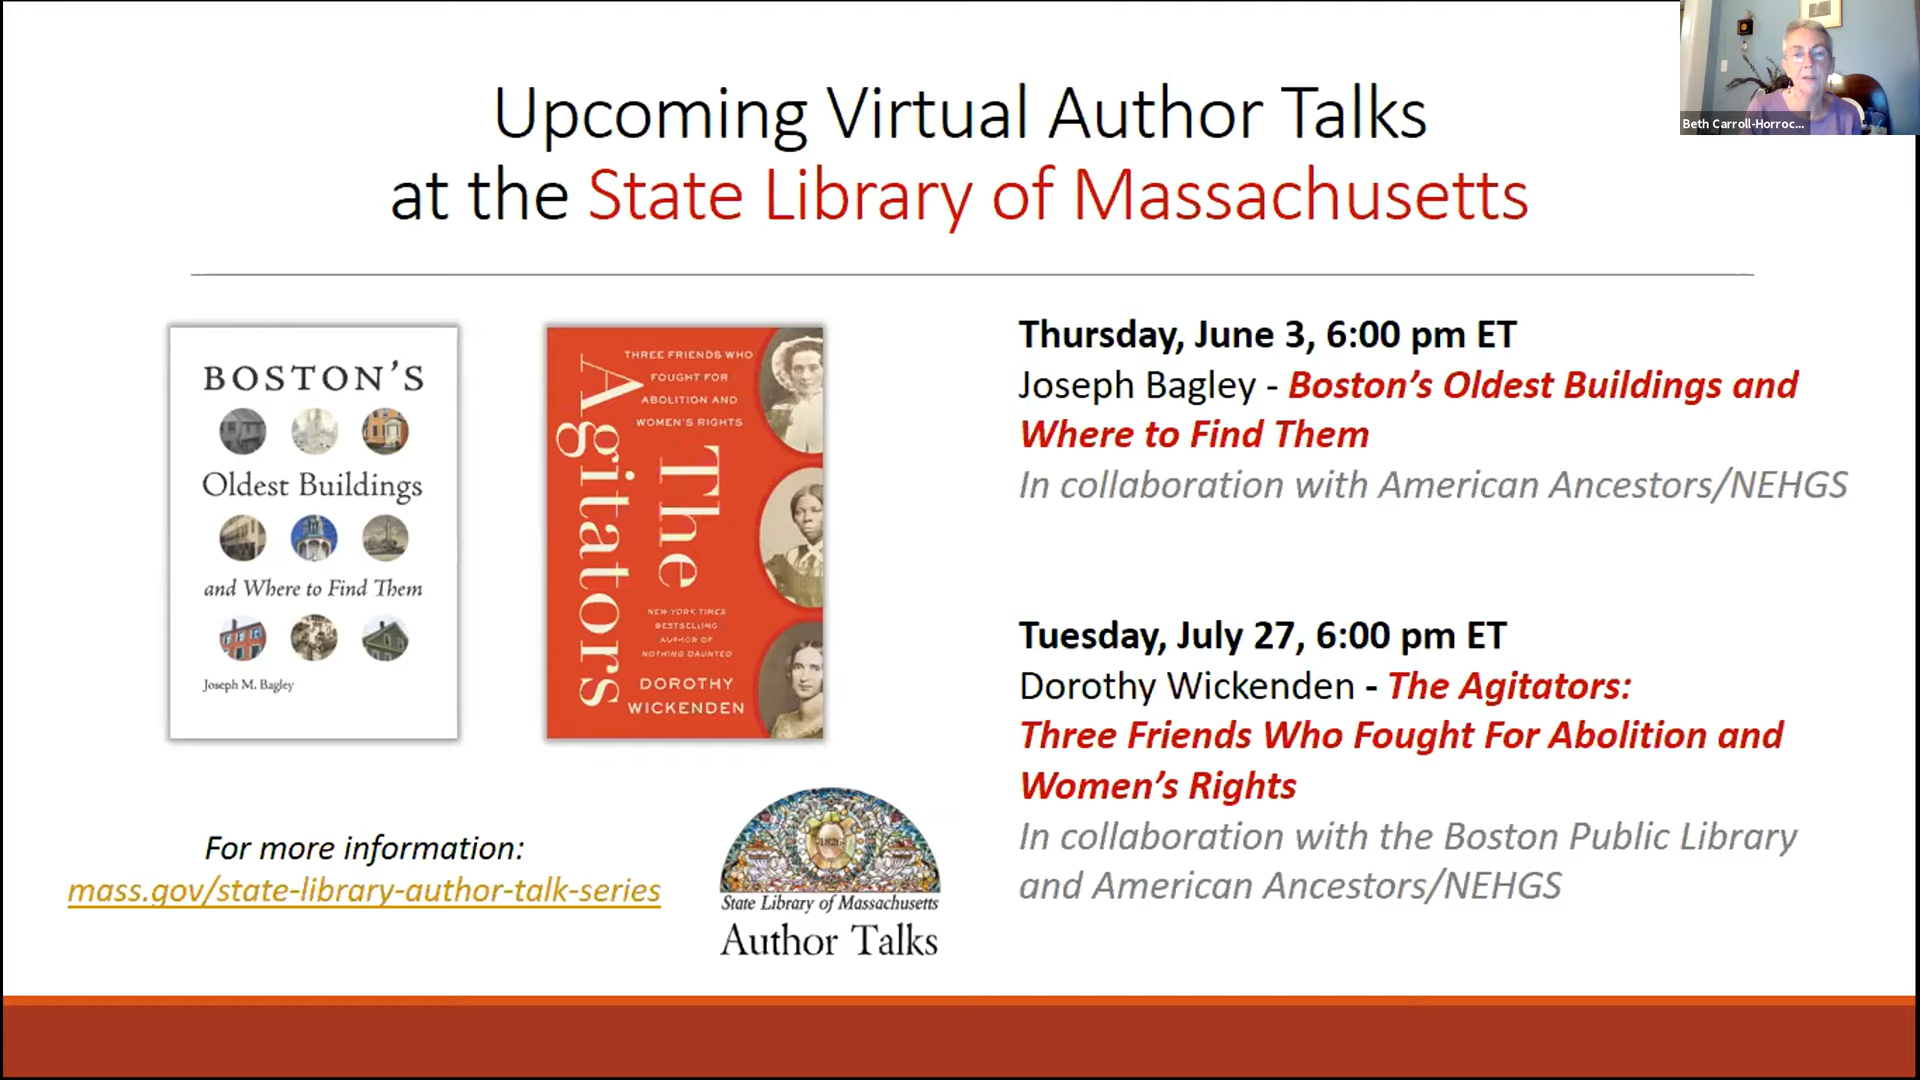 Upcoming Virtual Author Talks
at the State Library of Massachusetts
Beth Carroll-Horroc...
BOSTON'S
Oldest Buildings
and Where to Find Them
Joseph M. Bagley
THREE FRIENDS WHO
FOUGHT FOR
ABOLITION AND
WOMEN'S RIGHTS
The
Agitators
NEW YORK TIMES
BESTSELLING
AUTHOR OF
NOTHING DAUNTED
DOROTHY
WICKENDEN
Thursday, June 3, 6:00 pm ET
Joseph Bagley - Boston's Oldest Buildings and
Where to Find Them
In collaboration with American Ancestors/NEHGS
Tuesday, July 27, 6:00 pm ET
Dorothy Wickenden - The Agitators:
Three Friends Who Fought For Abolition and
Women's Rights
In collaboration with the Boston Public Library
and American Ancestors/NEHGS
For more information:
mass.gov/state-library-author-talk-series
1826
State Library of Massachusetts
Author Talks